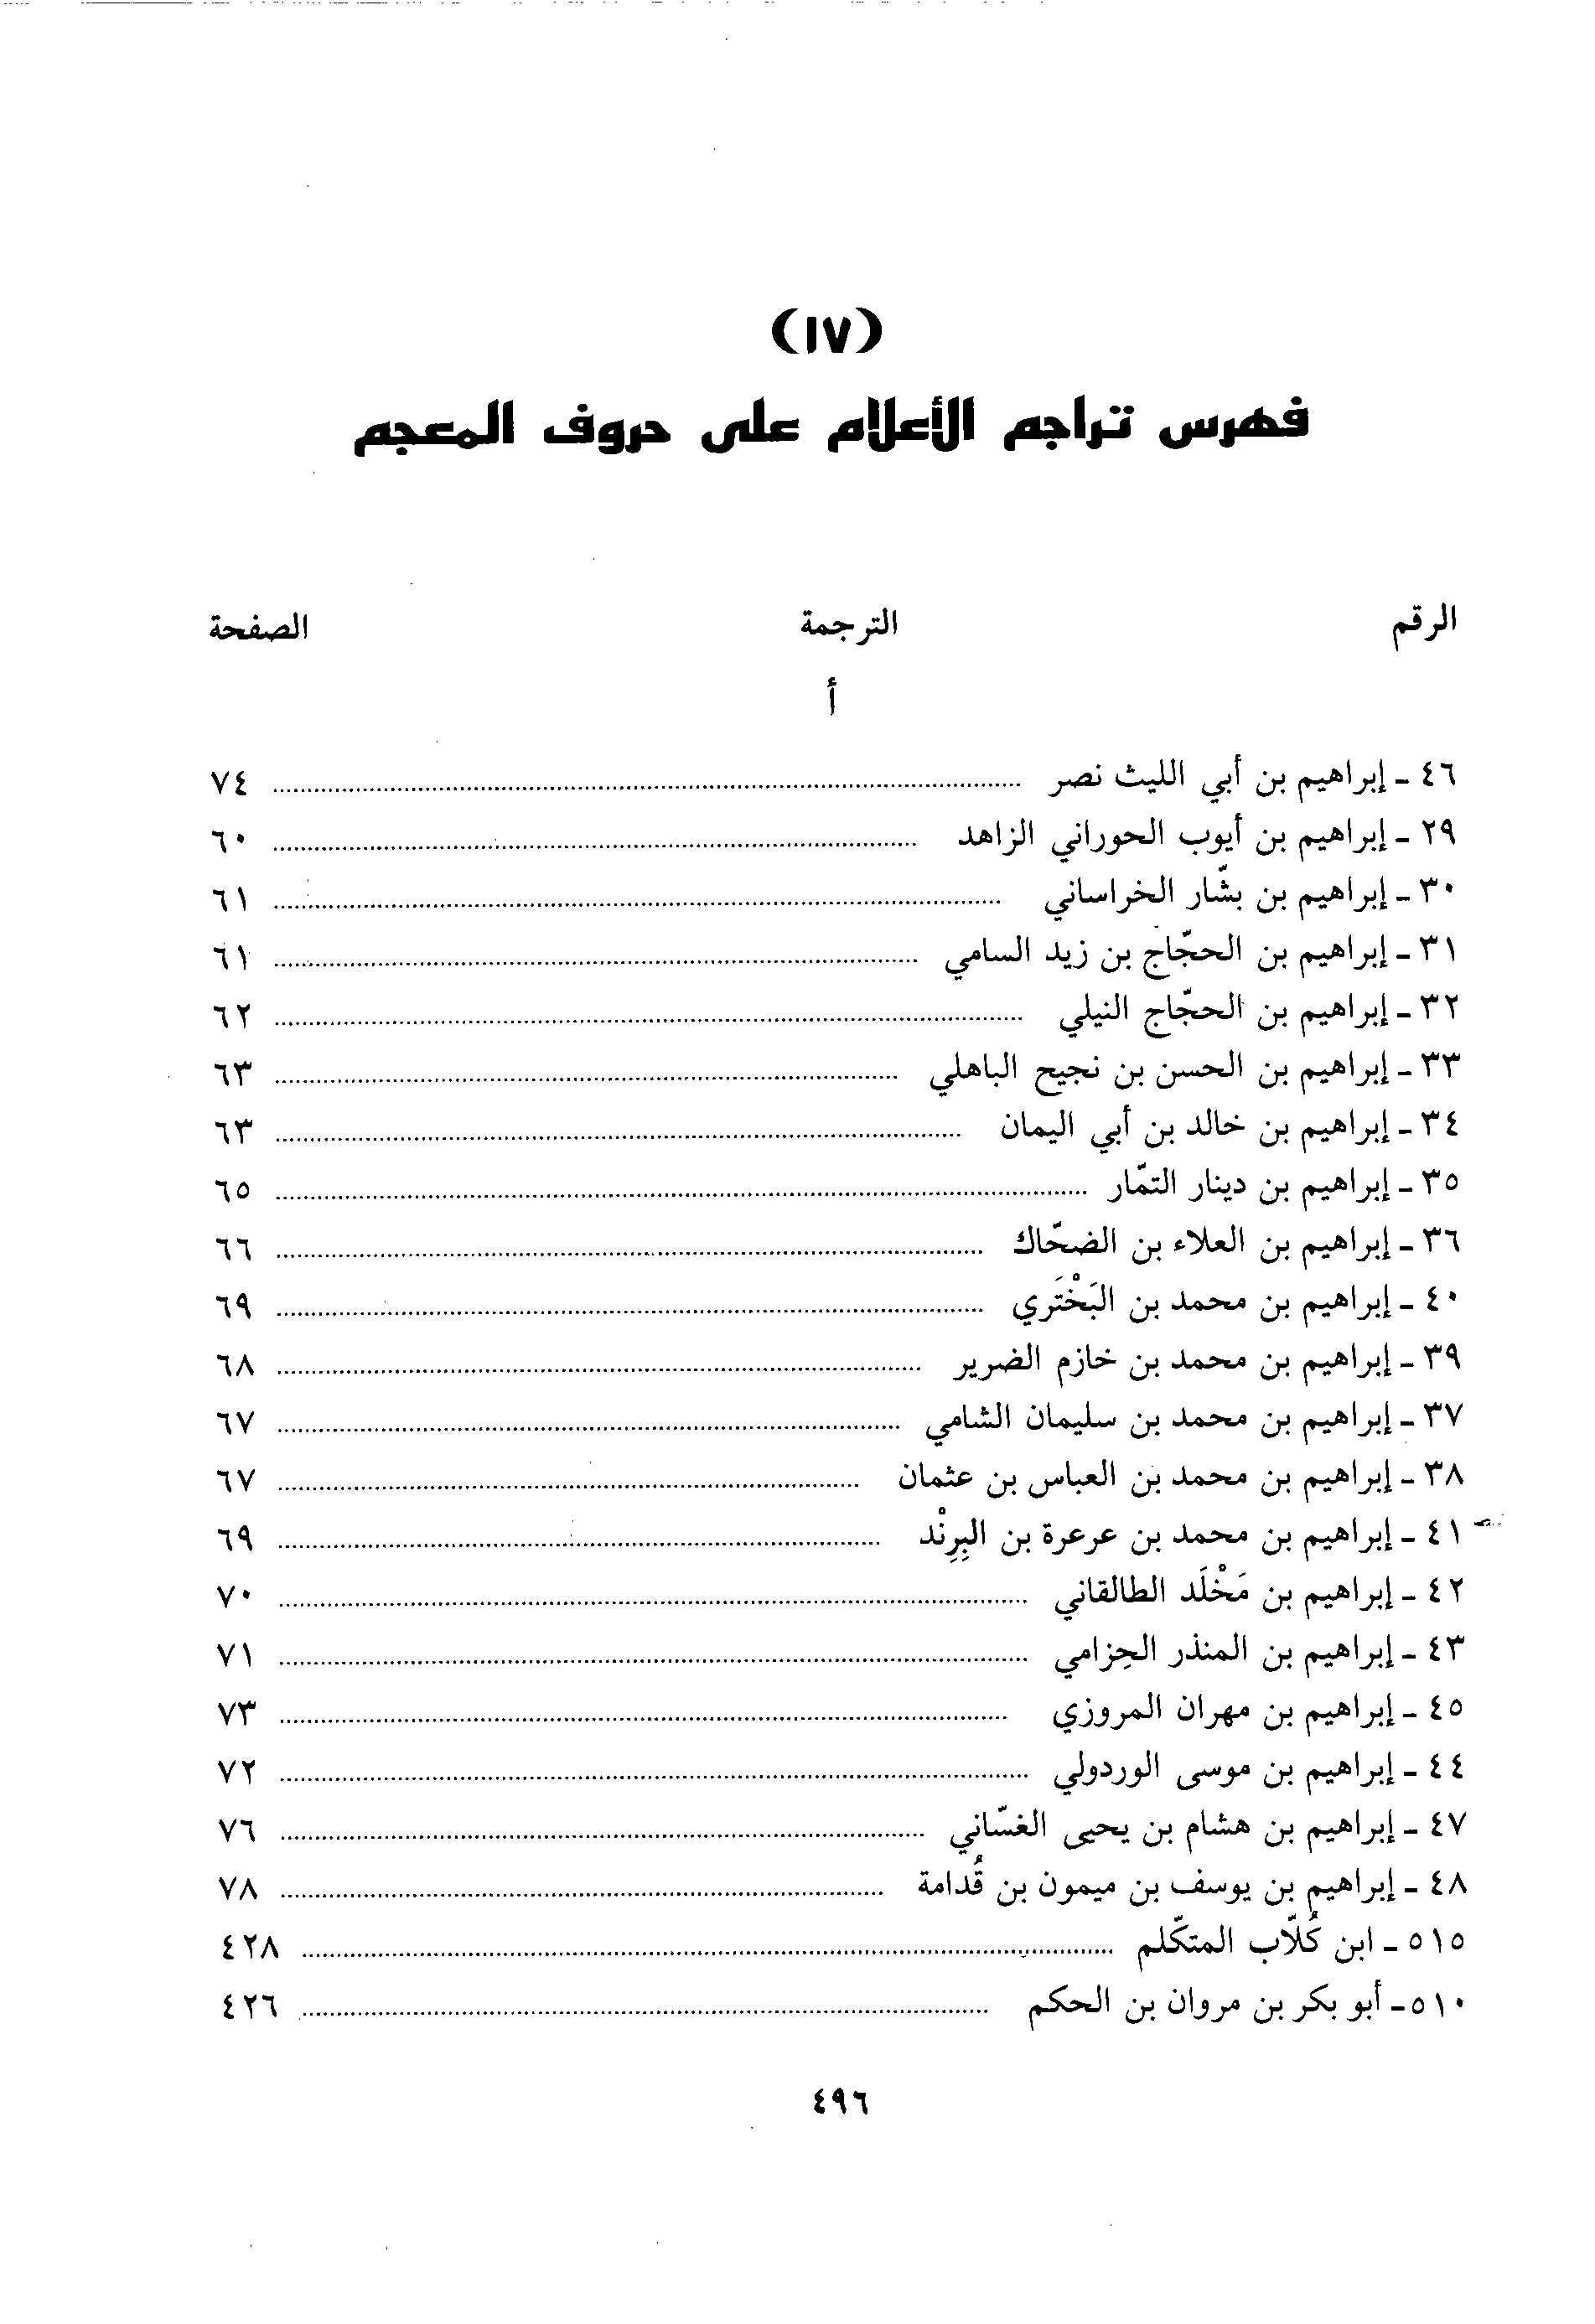 (١٧)
فهرس تراجم الأعلام على حروف المعجم
الرقم الترجمة الصفحة
أ
٤٦ - إبراهيم بن أبي الليث نصر ........ ٧٤
٢٩ - إبراهيم بن أيوب الحوراني الزاهد ........ ٦٠
٣٠ - إبراهيم بن بشّار الخراساني ........ ٦١
٣١ - إبراهيم بن الحجّاج بن زيد السامي ........ ٦١
٣٢ - إبراهيم بن الحجّاج النيلي ........ ٦٢
٣٣ - إبراهيم بن الحسن بن نجيح الباهلي ........ ٦٣
٣٤ - إبراهيم بن خالد بن أبي اليمان ........ ٦٣
٣٥ - إبراهيم بن دينار التمّار ........ ٦٥
٣٦ - إبراهيم بن العلاء بن الضحّاك ........ ٦٦
٤٠ - إبراهيم بن محمد بن البَخْتَري ........ ٦٩
٣٩ - إبراهيم بن محمد بن خازم الضرير ........ ٦٨
٣٧ - إبراهيم بن محمد بن سليمان الشامي ........ ٦٧
٣٨ - إبراهيم بن محمد بن العباس بن عثمان ........ ٦٧
٤١ - إبراهيم بن محمد بن عرعرة بن البِرِنْد ........ ٦٩
٤٢ - إبراهيم بن مَخْلَد الطالقاني ........ ٧٠
٤٣ - إبراهيم بن المنذر الحِزامي ........ ٧١
٤٥ - إبراهيم بن مهران المروزي ........ ٧٣
٤٤ - إبراهيم بن موسى الوردولي ........ ٧٢
٤٧ - إبراهيم بن هشام بن يحيى الغسّاني ........ ٧٦
٤٨ - إبراهيم بن يوسف بن ميمون بن قُدامة ........ ٧٨
٥١٥ - ابن كُلّاب المتكّلم ........ ٤٢٨
٥١٠ - أبو بكر بن مروان بن الحكم ........ ٤٢٦
٤٩٦